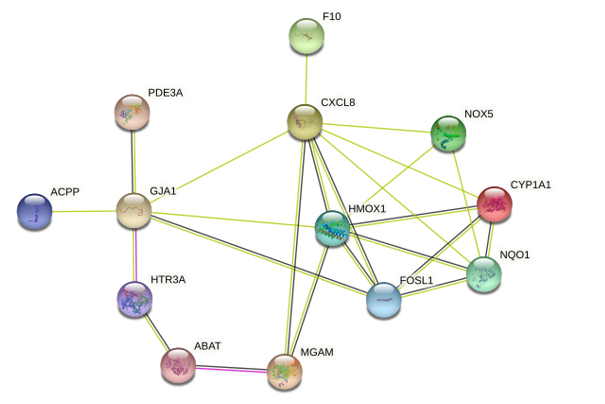 F10
PDE3A
CXCL8
NOX5
ACPP
GJA1
CYP1A1
HMOX1
NQO1
HTR3A
FOSL1
ABAT
MGAM